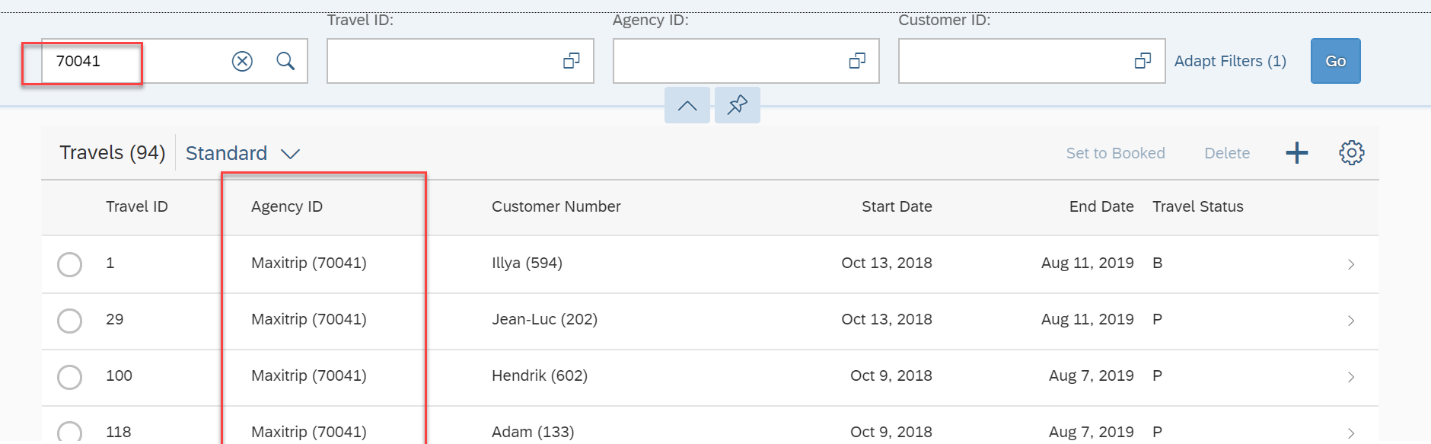 Travel ID: Agency ID: Customer ID:
70041 Adapt Filters (1) Go
Travels (94) Standard Set to Booked Delete
Travel ID Agency ID Customer Number Start Date End Date Travel Status
1 Maxitrip (70041) Illya (594) Oct 13, 2018 Aug 11, 2019 B
29 Maxitrip (70041) Jean-Luc (202) Oct 13, 2018 Aug 11, 2019 P
100 Maxitrip (70041) Hendrik (602) Oct 9, 2018 Aug 7, 2019 P
118 Maxitrip (70041) Adam (133) Oct 9, 2018 Aug 7, 2019 P